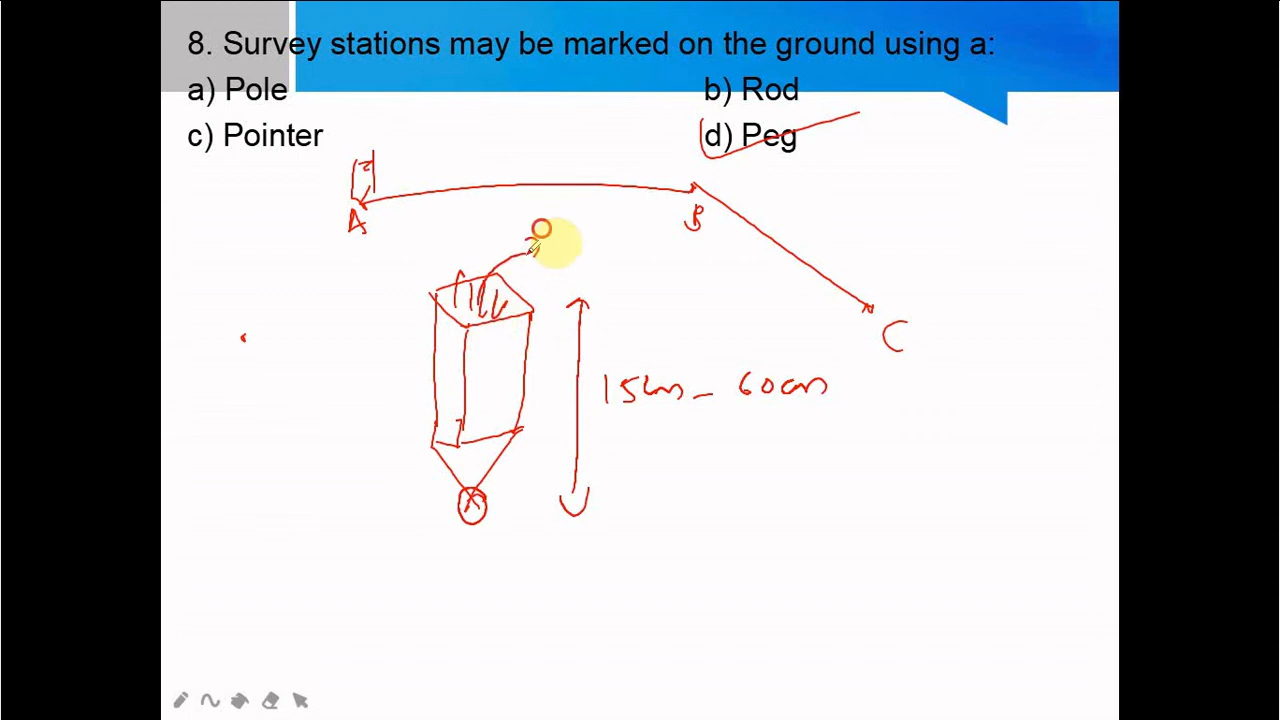 8. Survey stations may be marked on the ground using a:
a) Pole b) Rod
c) Pointer d) Peg
A B
C
15cm - 60cm